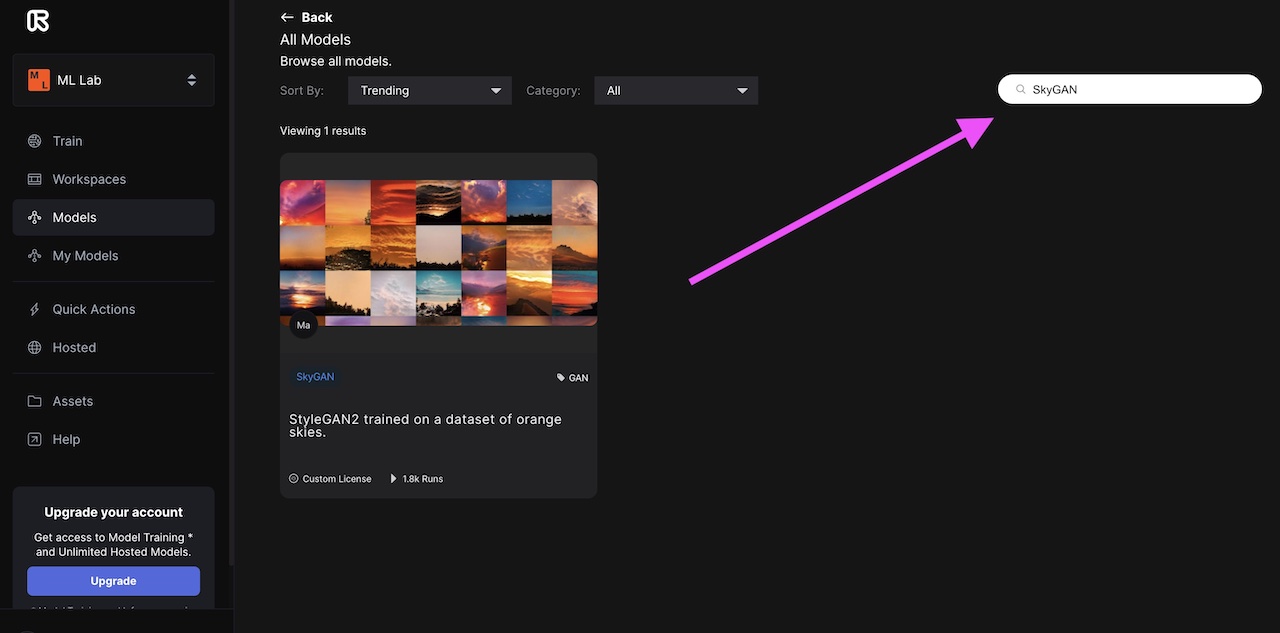 ML Lab
Train
Workspaces
Models
My Models
Quick Actions
Hosted
Assets
Help
Upgrade your account
Get access to Model Training *
and Unlimited Hosted Models.
Upgrade
Back
All Models
Browse all models.
Sort By: Trending Category: All
SkyGAN
Viewing 1 results
Ma
SkyGAN GAN
StyleGAN2 trained on a dataset of orange
skies.
Custom License 1.8k Runs